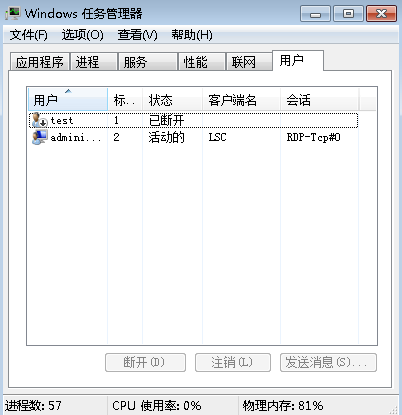 Windows 任务管理器
文件(F) 选项(O) 查看(V) 帮助(H)
应用程序 进程 服务 性能 联网 用户
用户 标.. 状态 客户端名 会话
test 1 已断开
admini... 2 活动的 LSC RDP-Tcp#0
断开(D) 注销(L) 发送消息(S)...
进程数: 57 CPU 使用率: 0% 物理内存: 81%